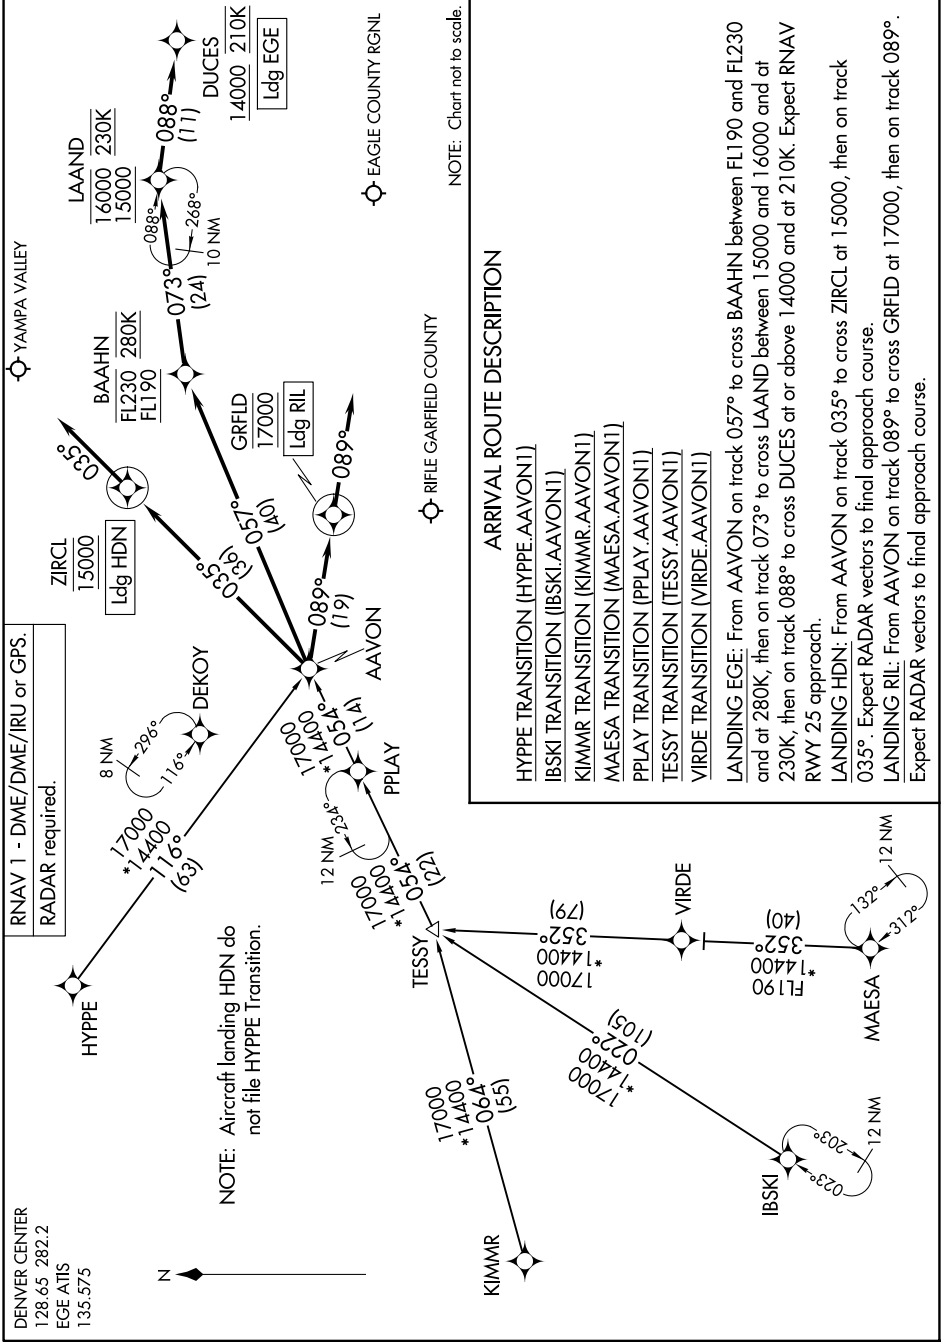 DENVER CENTER
128.65 282.2
EGE ATIS
135.575
RNAV 1 - DME/DME/IRU or GPS.
RADAR required.
NOTE: Aircraft landing HDN do
not file HYPPE Transition.
N
HYPPE
17000
*14400
116°
(63)
8 NM
296°
116°
DEKOY
ZIRCL
15000
Ldg HDN
035°
035°
(36)
YAMPA VALLEY
BAAHN
FL230 280K
FL190
057°
(40)
073°
(24)
LAAND
16000 230K
15000
088°
268°
10 NM
088°
(11)
DUCES
14000 210K
Ldg EGE
GRFLD
17000
Ldg RIL
089°
089°
(19)
AAVON
RIFLE GARFIELD COUNTY
EAGLE COUNTY RGNL
NOTE: Chart not to scale.
17000
*14400
054°
(14)
PPLAY
12 NM
234°
17000
*14400
054°
(22)
TESSY
17000
*14400
064°
(55)
KIMMR
17000
*14400
022°
(105)
IBSKI
023°
203°
12 NM
17000
*14400
352°
(79)
VIRDE
FL190
*14400
352°
(40)
MAESA
132°
312°
12 NM
ARRIVAL ROUTE DESCRIPTION
HYPPE TRANSITION (HYPPE.AAVON1)
IBSKI TRANSITION (IBSKI.AAVON1)
KIMMR TRANSITION (KIMMR.AAVON1)
MAESA TRANSITION (MAESA.AAVON1)
PPLAY TRANSITION (PPLAY.AAVON1)
TESSY TRANSITION (TESSY.AAVON1)
VIRDE TRANSITION (VIRDE.AAVON1)
LANDING EGE: From AAVON on track 057° to cross BAAHN between FL190 and FL230
and at 280K, then on track 073° to cross LAAND between 15000 and 16000 and at
230K, then on track 088° to cross DUCES at or above 14000 and at 210K. Expect RNAV
RWY 25 approach.
LANDING HDN: From AAVON on track 035° to cross ZIRCL at 15000, then on track
035°. Expect RADAR vectors to final approach course.
LANDING RIL: From AAVON on track 089° to cross GRFLD at 17000, then on track 089°.
Expect RADAR vectors to final approach course.